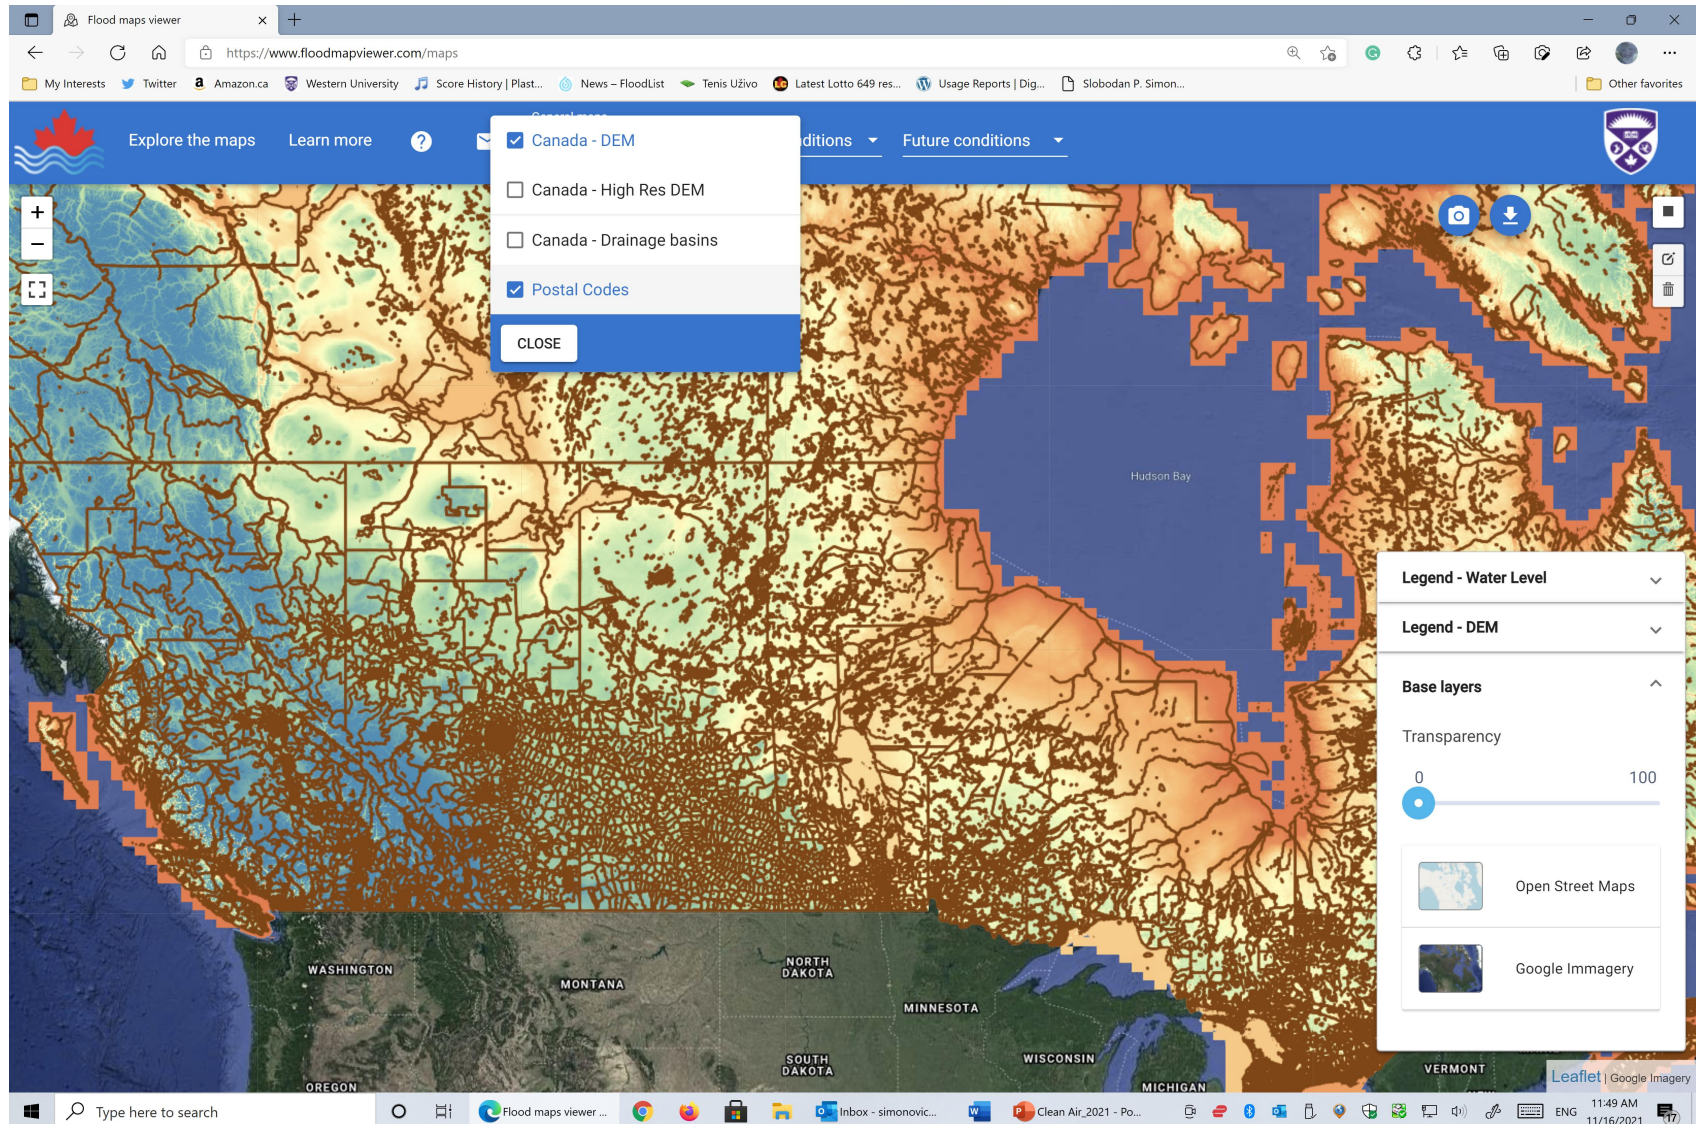 Flood maps viewer
https://www.floodmapviewer.com/maps
My Interests
Twitter
Amazon.ca
Western University
Score History | Plast...
News – FloodList
Tenis Uživo
Latest Lotto 649 res...
Usage Reports | Dig...
Slobodan P. Simon...
Other favorites
Explore the maps
Learn more
?
General maps
ditions
Future conditions
Canada - DEM
Canada - High Res DEM
Canada - Drainage basins
Postal Codes
CLOSE
+
−
Hudson Bay
Legend - Water Level
Legend - DEM
Base layers
Transparency
0 100
Open Street Maps
Google Immagery
WASHINGTON
MONTANA
NORTH
DAKOTA
MINNESOTA
SOUTH
DAKOTA
WISCONSIN
MICHIGAN
OREGON
VERMONT
Leaflet | Google Imagery
Type here to search
Flood maps viewer ...
Inbox - simonovic...
Clean Air_2021 - Po...
ENG
11:49 AM
11/16/2021
17